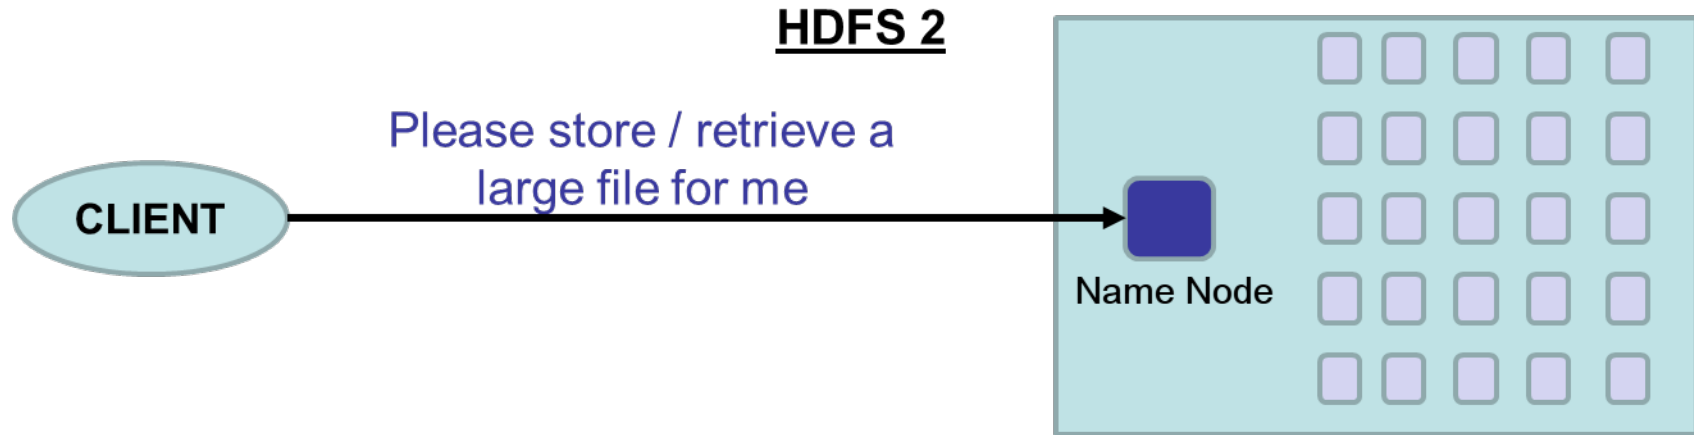 HDFS 2
Please store / retrieve a
large file for me
CLIENT
Name Node